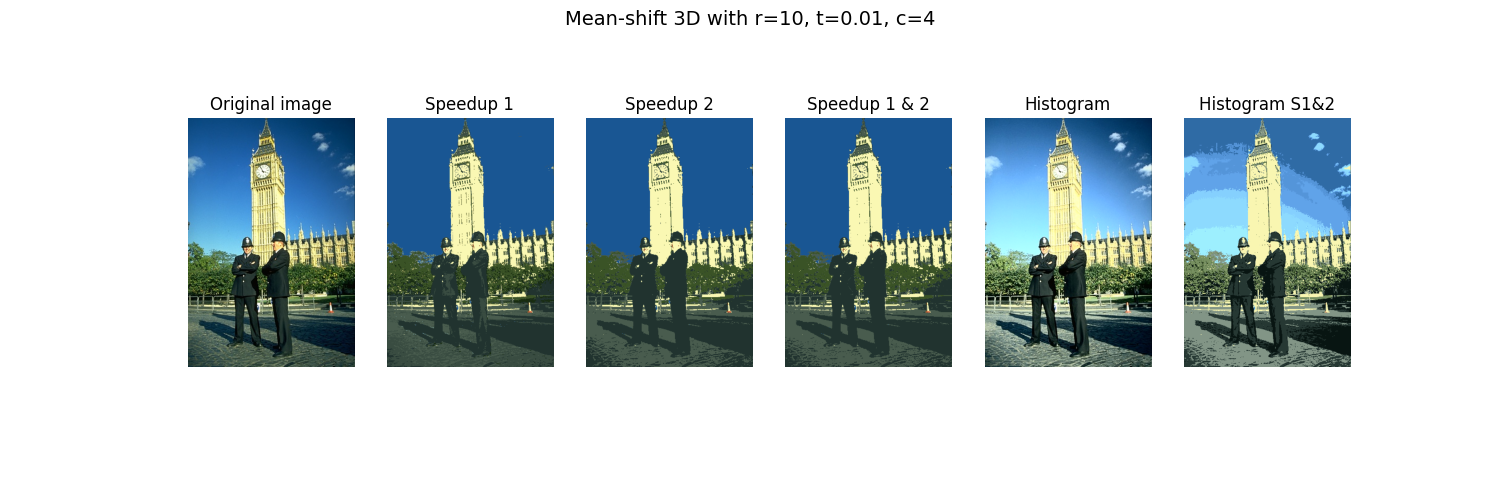 Mean-shift 3D with r=10, t=0.01, c=4
Original image
Speedup 1
Speedup 2
Speedup 1 & 2
Histogram
Histogram S1&2